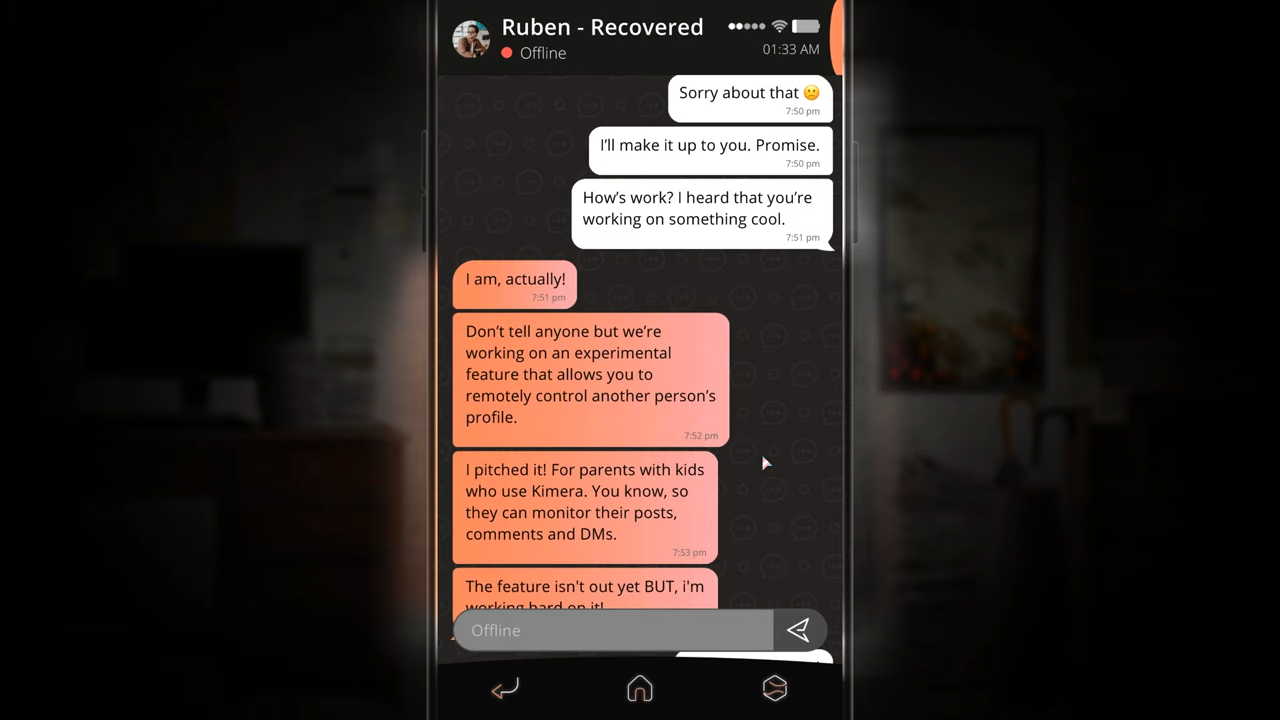 Ruben - Recovered
Offline
01:33 AM
Sorry about that 🙁
7:50 pm
I'll make it up to you. Promise.
7:50 pm
How's work? I heard that you're
working on something cool.
7:51 pm
I am, actually!
7:51 pm
Don't tell anyone but we're
working on an experimental
feature that allows you to
remotely control another person's
profile.
7:52 pm
I pitched it! For parents with kids
who use Kimera. You know, so
they can monitor their posts,
comments and DMs.
7:53 pm
The feature isn't out yet BUT, i'm
working hard on it!
Offline